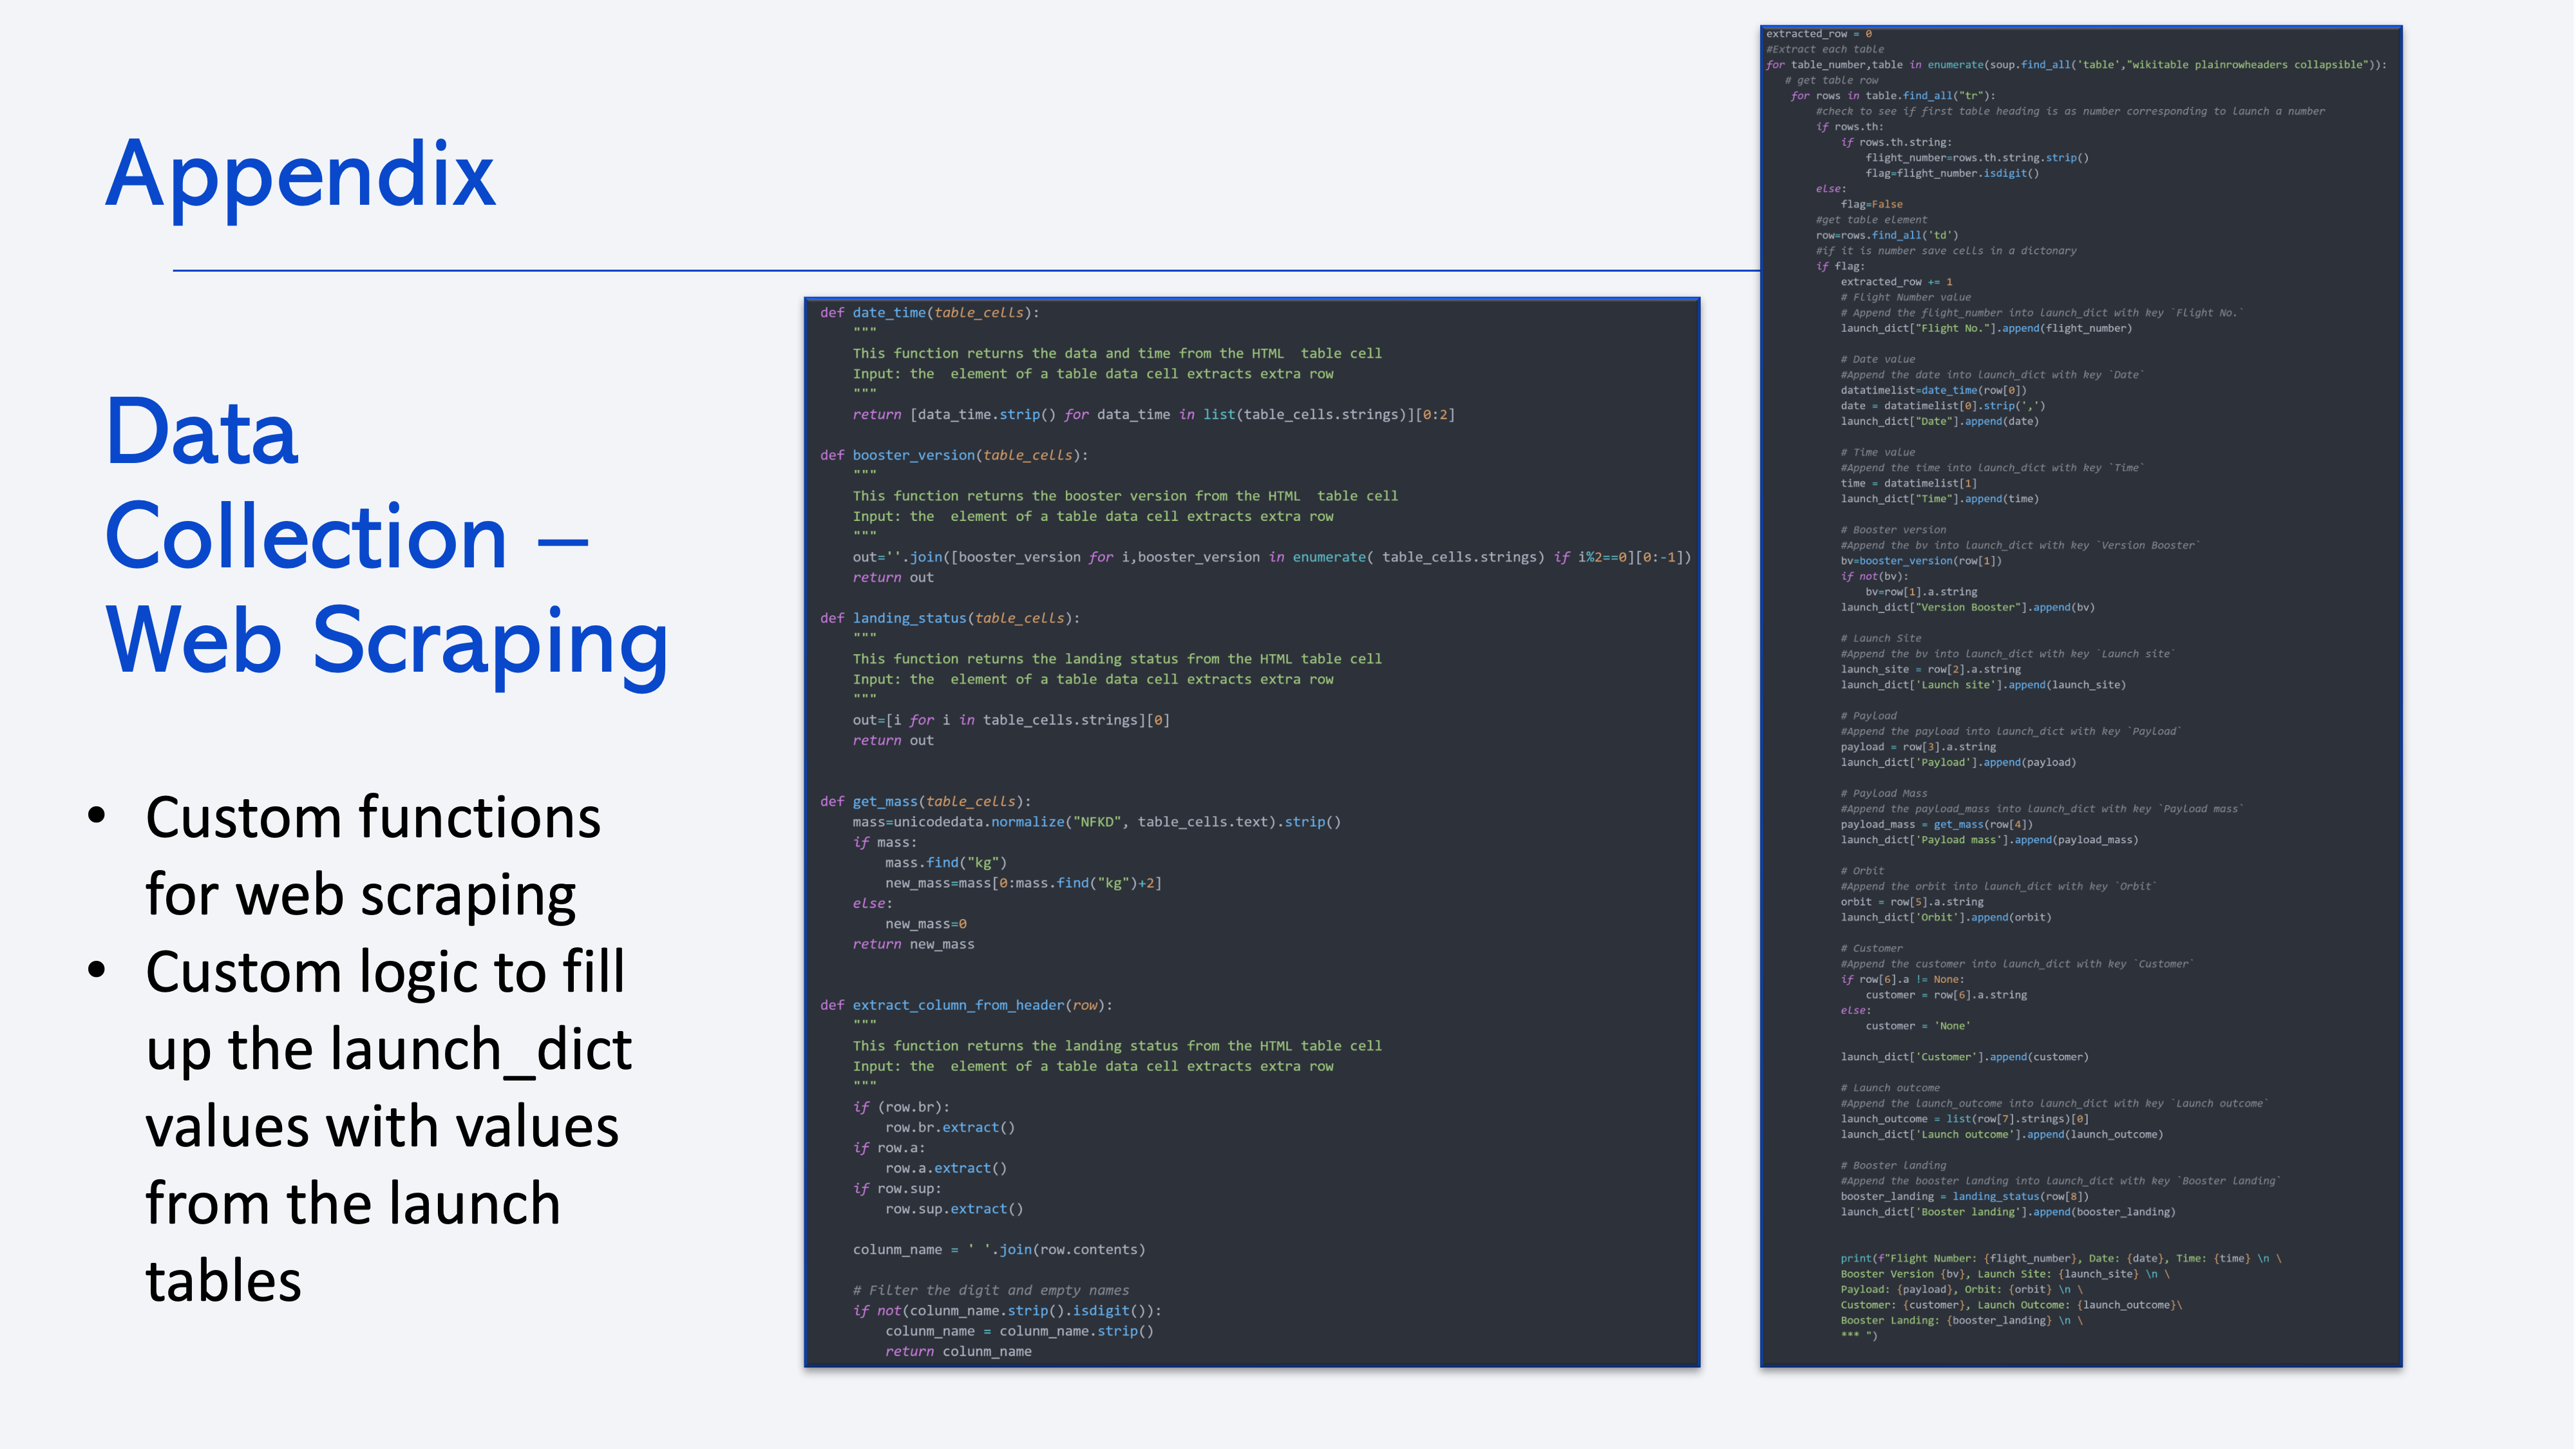 Appendix
Data
Collection –
Web Scraping
• Custom functions
for web scraping
• Custom logic to fill
up the launch_dict
values with values
from the launch
tables
def date_time(table_cells):
    """
    This function returns the data and time from the HTML  table cell
    Input: the  element of a table data cell extracts extra row
    """
    return [data_time.strip() for data_time in list(table_cells.strings)][0:2]

def booster_version(table_cells):
    """
    This function returns the booster version from the HTML  table cell
    Input: the  element of a table data cell extracts extra row
    """
    out=''.join([booster_version for i,booster_version in enumerate( table_cells.strings) if i%2==0][0:-1])
    return out

def landing_status(table_cells):
    """
    This function returns the landing status from the HTML table cell
    Input: the  element of a table data cell extracts extra row
    """
    out=[i for i in table_cells.strings][0]
    return out

def get_mass(table_cells):
    mass=unicodedata.normalize("NFKD", table_cells.text).strip()
    if mass:
        mass.find("kg")
        new_mass=mass[0:mass.find("kg")+2]
    else:
        new_mass=0
    return new_mass

def extract_column_from_header(row):
    """
    This function returns the landing status from the HTML table cell
    Input: the  element of a table data cell extracts extra row
    """
    if (row.br):
        row.br.extract()
    if row.a:
        row.a.extract()
    if row.sup:
        row.sup.extract()

    colunm_name = ' '.join(row.contents)

    # Filter the digit and empty names
    if not(colunm_name.strip().isdigit()):
        colunm_name = colunm_name.strip()
        return colunm_name
extracted_row = 0
#Extract each table
for table_number,table in enumerate(soup.find_all('table',"wikitable plainrowheaders collapsible")):
   # get table row
    for rows in table.find_all("tr"):
        #check to see if first table heading is as number corresponding to launch a number
        if rows.th:
            if rows.th.string:
                flight_number=rows.th.string.strip()
                flag=flight_number.isdigit()
        else:
            flag=False
        #get table element
        row=rows.find_all('td')
        #if it is number save cells in a dictonary
        if flag:
            extracted_row += 1
            # Flight Number value
            # Append the flight_number into launch_dict with key `Flight No.`
            launch_dict["Flight No."].append(flight_number)

            # Date value
            #Append the date into launch_dict with key `Date`
            datatimelist=date_time(row[0])
            date = datatimelist[0].strip(',')
            launch_dict["Date"].append(date)

            # Time value
            #Append the time into launch_dict with key `Time`
            time = datatimelist[1]
            launch_dict["Time"].append(time)

            # Booster version
            #Append the bv into launch_dict with key `Version Booster`
            bv=booster_version(row[1])
            if not(bv):
                bv=row[1].a.string
            launch_dict["Version Booster"].append(bv)

            # Launch Site
            #Append the bv into launch_dict with key `Launch site`
            launch_site = row[2].a.string
            launch_dict['Launch site'].append(launch_site)

            # Payload
            #Append the payload into launch_dict with key `Payload`
            payload = row[3].a.string
            launch_dict['Payload'].append(payload)

            # Payload Mass
            #Append the payload_mass into launch_dict with key `Payload mass`
            payload_mass = get_mass(row[4])
            launch_dict['Payload mass'].append(payload_mass)

            # Orbit
            #Append the orbit into launch_dict with key `Orbit`
            orbit = row[5].a.string
            launch_dict['Orbit'].append(orbit)

            # Customer
            #Append the customer into launch_dict with key `Customer`
            if row[6].a != None:
                customer = row[6].a.string
            else:
                customer = 'None'

            launch_dict['Customer'].append(customer)

            # Launch outcome
            #Append the launch_outcome into launch_dict with key `Launch outcome`
            launch_outcome = list(row[7].strings)[0]
            launch_dict['Launch outcome'].append(launch_outcome)

            # Booster landing
            #Append the booster landing into launch_dict with key `Booster landing`
            booster_landing = landing_status(row[8])
            launch_dict['Booster landing'].append(booster_landing)

            print(f"Flight Number: {flight_number}, Date: {date}, Time: {time} \n \
            Booster Version {bv}, Launch Site: {launch_site} \n \
            Payload: {payload}, Orbit: {orbit} \n \
            Customer: {customer}, Launch Outcome: {launch_outcome}\
            Booster Landing: {booster_landing} \n \
            *** ")